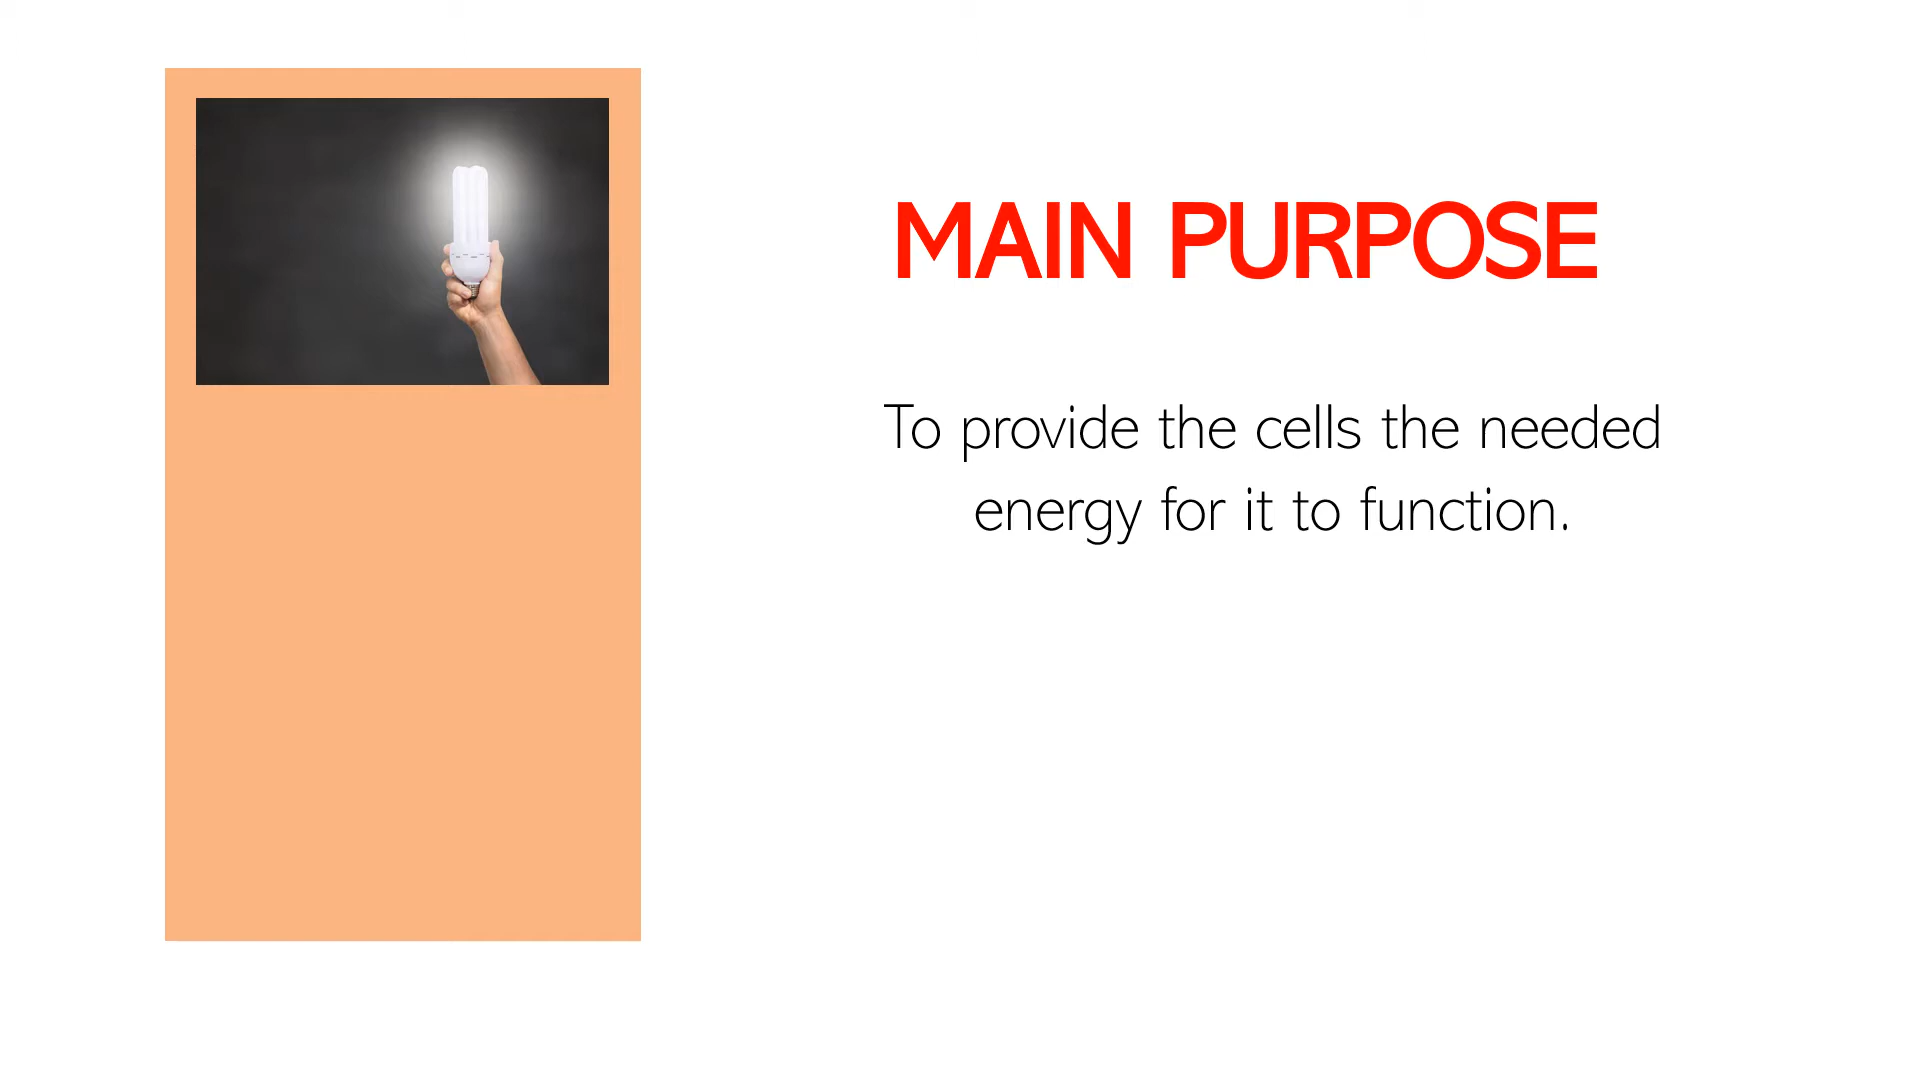 MAIN PURPOSE
To provide the cells the needed
energy for it to function.